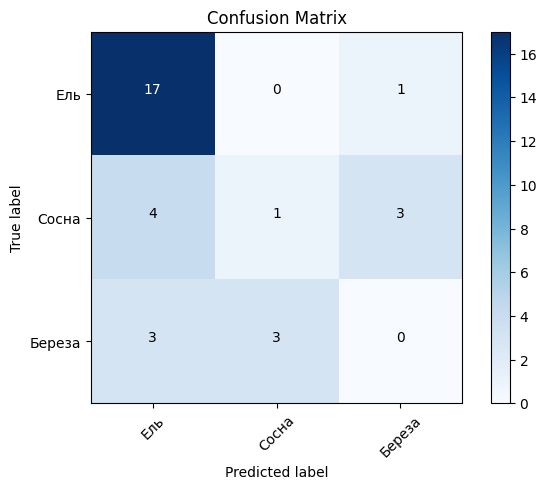 Confusion Matrix
Ель
17
0
1
Сосна
4
1
3
Береза
3
3
0
Ель
Сосна
Береза
True label
Predicted label
16
14
12
10
8
6
4
2
0